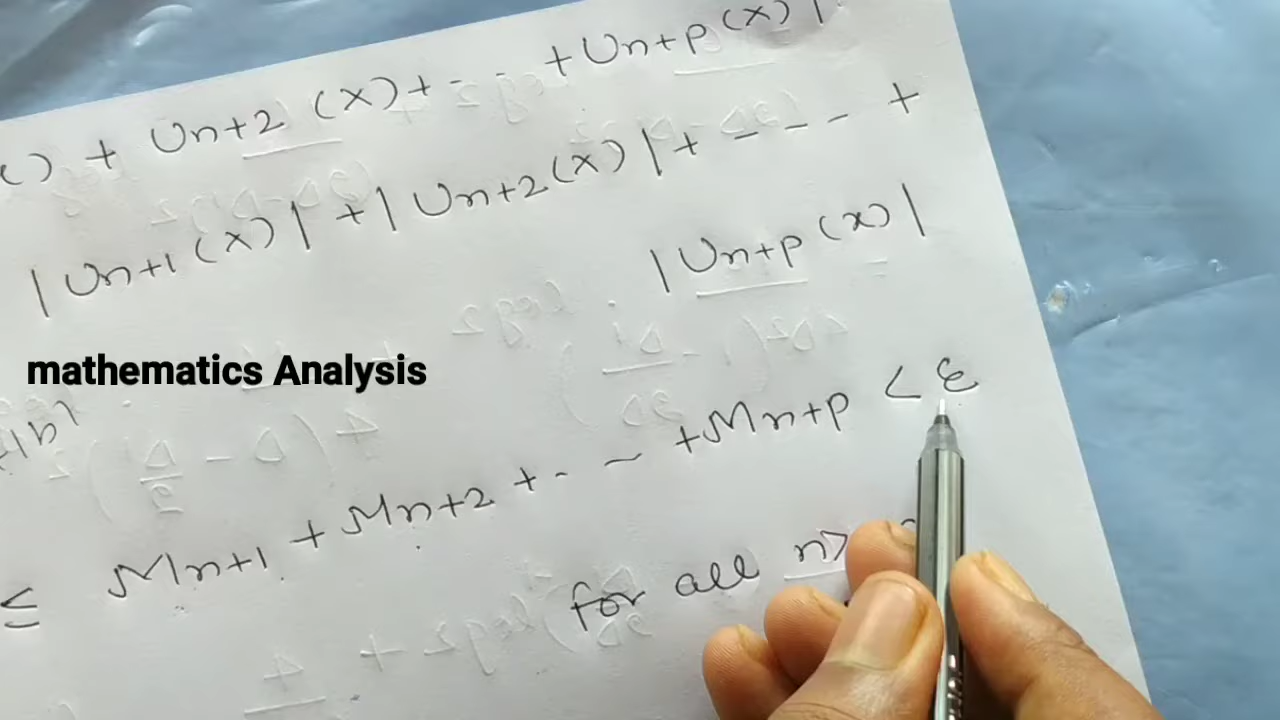 ) + Un+2 (x) + - - + Un+p (x) |
| Un+1 (x) | + | Un+2 (x) | + - - - +
| Un+p (x) |
mathematics Analysis
≤ Mn+1 + Mn+2 + - - + Mn+p < ε
for all n>